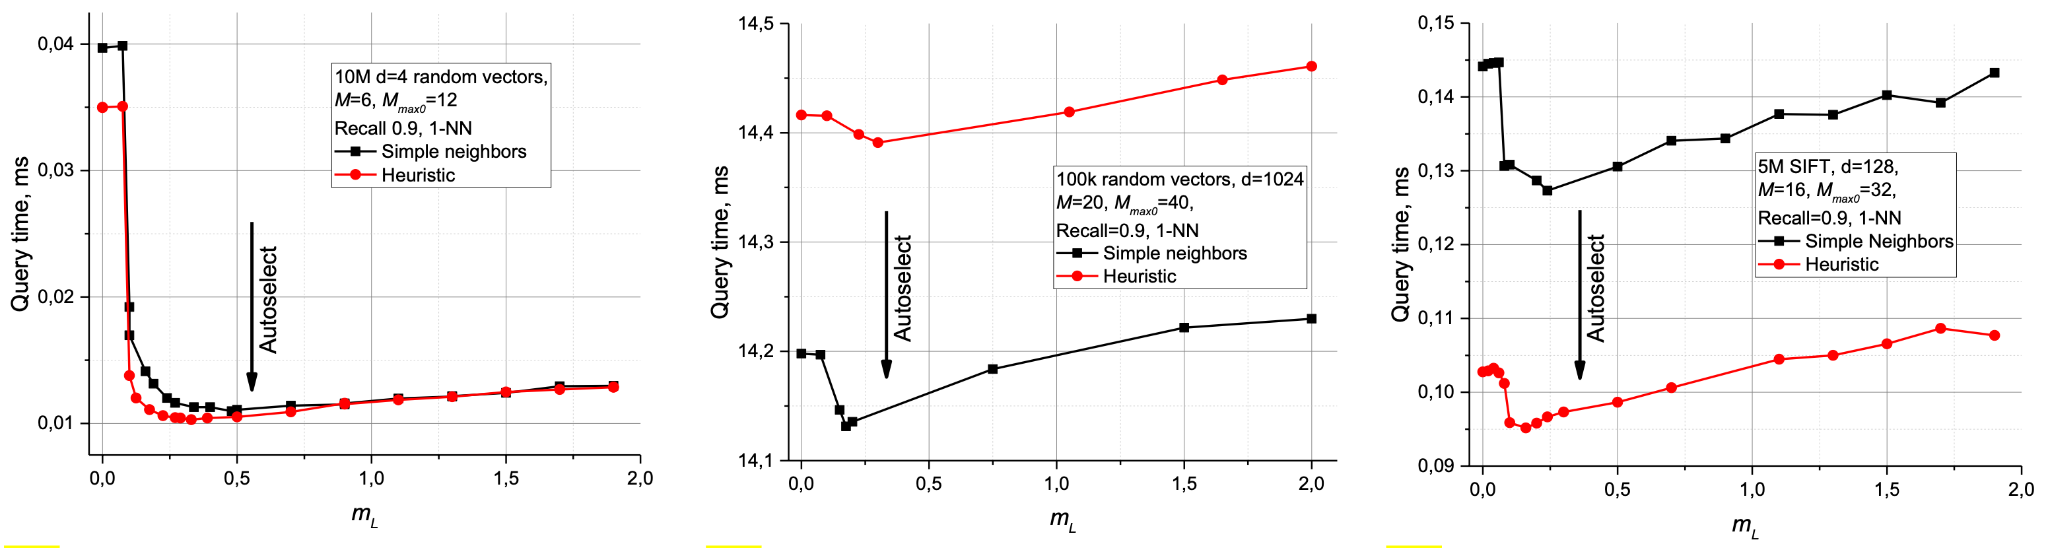 0,04
0,03
0,02
0,01
Query time, ms
10M d=4 random vectors,
M=6, Mmax0=12
Recall 0.9, 1-NN
Simple neighbors
Heuristic
Autoselect
0,0 0,5 1,0 1,5 2,0
mL
14,5
14,4
14,3
14,2
14,1
Query time, ms
100k random vectors, d=1024
M=20, Mmax0=40,
Recall=0.9, 1-NN
Simple neighbors
Heuristic
Autoselect
0,0 0,5 1,0 1,5 2,0
mL
0,15
0,14
0,13
0,12
0,11
0,10
0,09
Query time, ms
5M SIFT, d=128,
M=16, Mmax0=32,
Recall=0.9, 1-NN
Simple Neighbors
Heuristic
Autoselect
0,0 0,5 1,0 1,5 2,0
mL